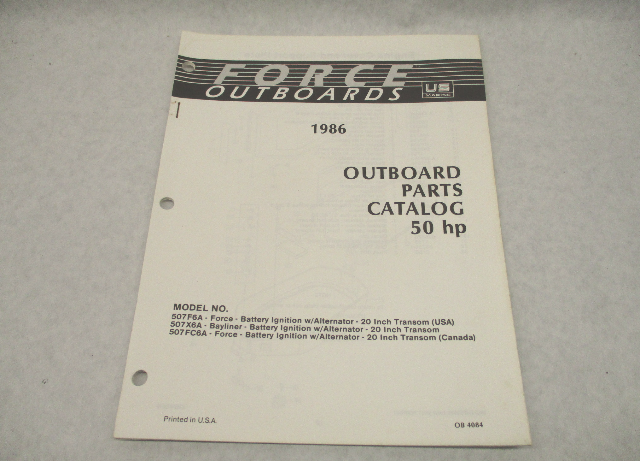 FORCE
OUTBOARDS
US
MARINE
1986
OUTBOARD
PARTS
CATALOG
50 hp
MODEL NO.
507F6A - Force - Battery Ignition w/Alternator - 20 Inch Transom (USA)
507X6A - Bayliner - Battery Ignition w/Alternator - 20 Inch Transom
507FC6A - Force - Battery Ignition w/Alternator - 20 Inch Transom (Canada)
Printed in U.S.A.
OB 4084